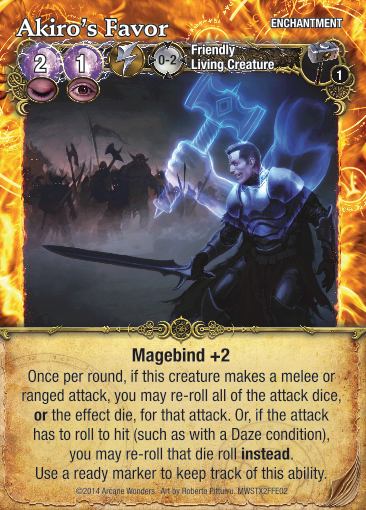 Akiro's Favor
ENCHANTMENT
2 1 0-2 Friendly
Living Creature
1
Magebind +2
Once per round, if this creature makes a melee or
ranged attack, you may re-roll all of the attack dice,
or the effect die, for that attack. Or, if the attack
has to roll to hit (such as with a Daze condition),
you may re-roll that die roll instead.
Use a ready marker to keep track of this ability.
©2014 Arcane Wonders Art by Roberto Pitturru. MWSTX2FFE02